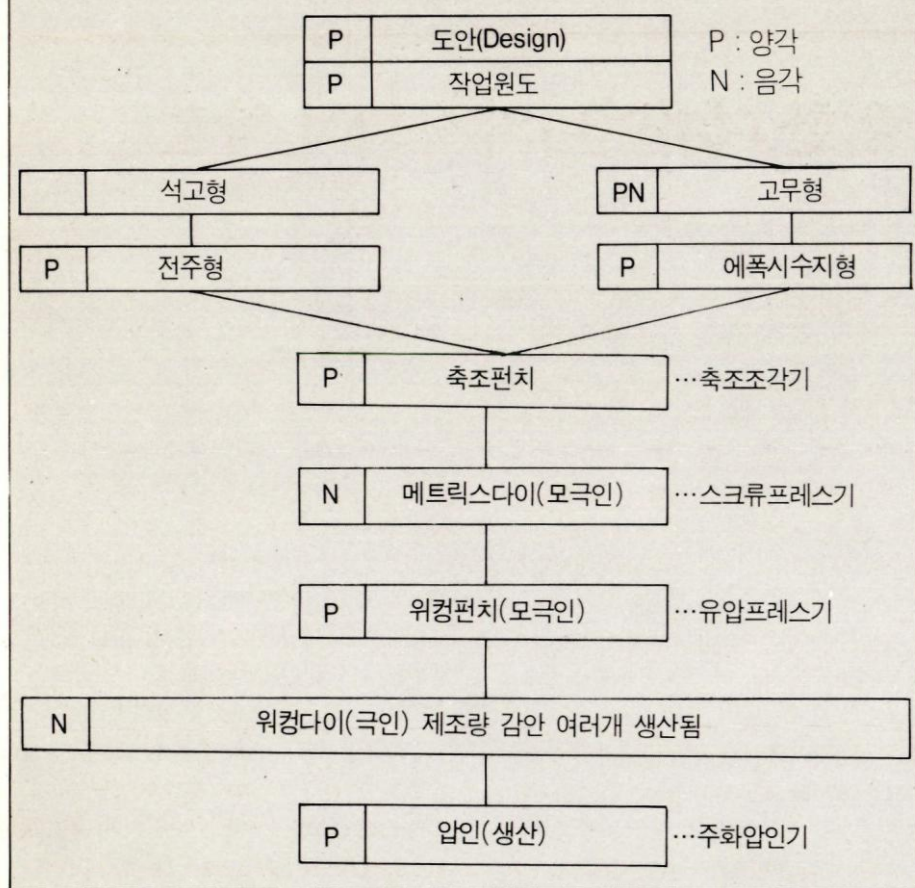 P 도안(Design) P : 양각
P 작업원도 N : 음각
석고형 PN 고무형
P 전주형 P 에폭시수지형
P 축조펀치 …축조조각기
N 메트릭스다이(모극인) …스크류프레스기
P 위컹펀치(모극인) …유압프레스기
N 워컹다이(극인) 제조량 감안 여러개 생산됨
P 압인(생산) …주화압인기